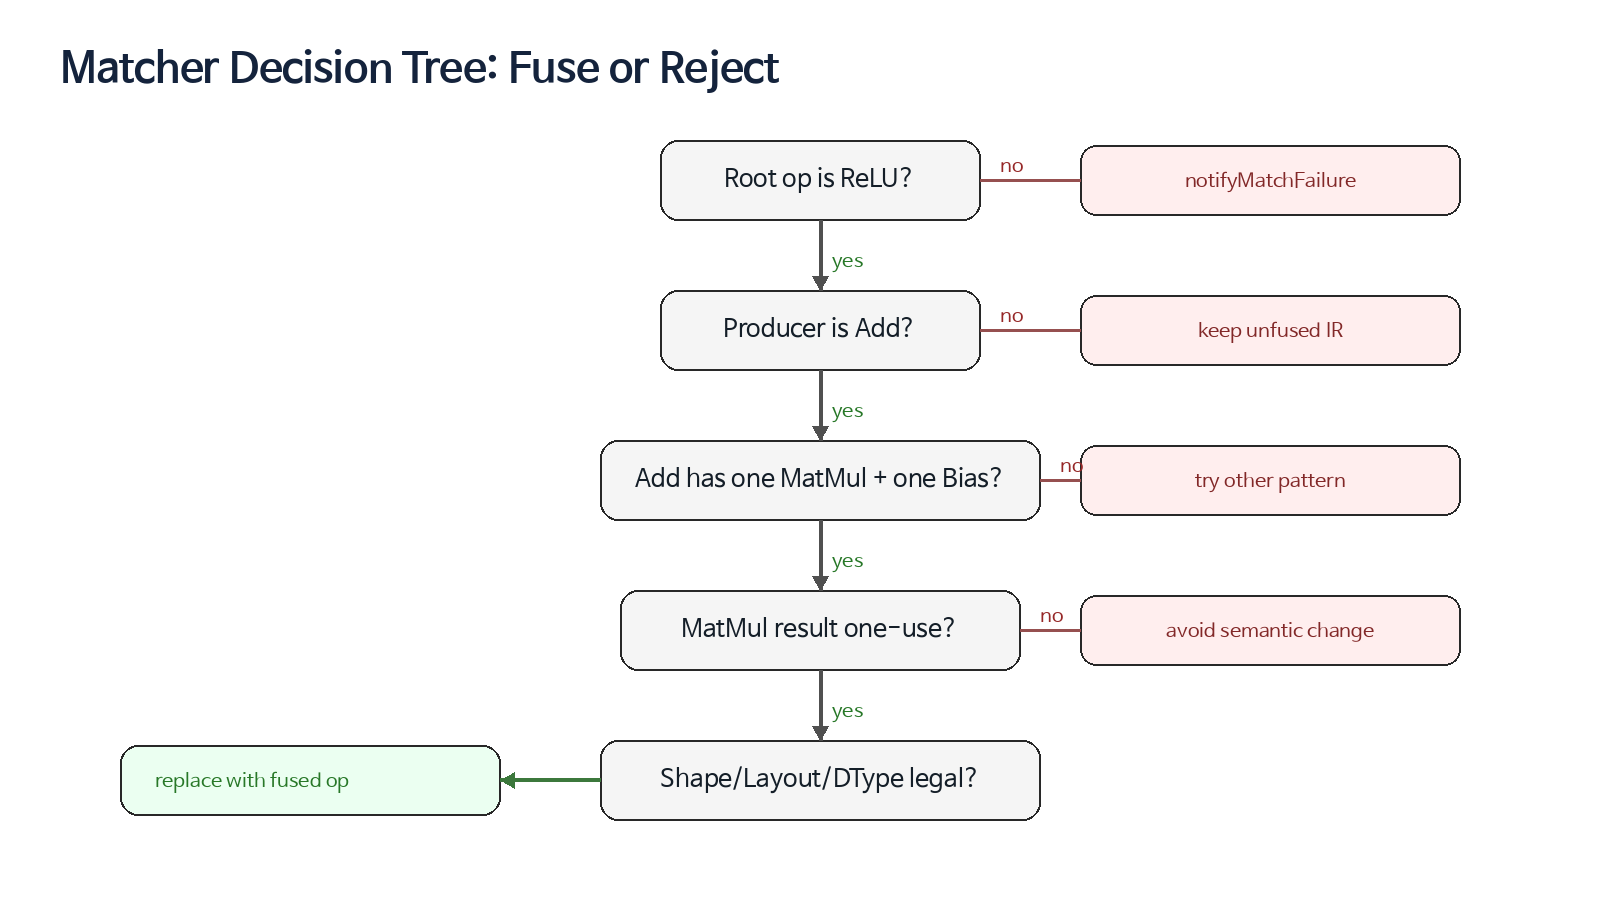 Matcher Decision Tree: Fuse or Reject
Root op is ReLU?
no
notifyMatchFailure
yes
Producer is Add?
no
keep unfused IR
yes
Add has one MatMul + one Bias?
no
try other pattern
yes
MatMul result one-use?
no
avoid semantic change
yes
Shape/Layout/DType legal?
replace with fused op